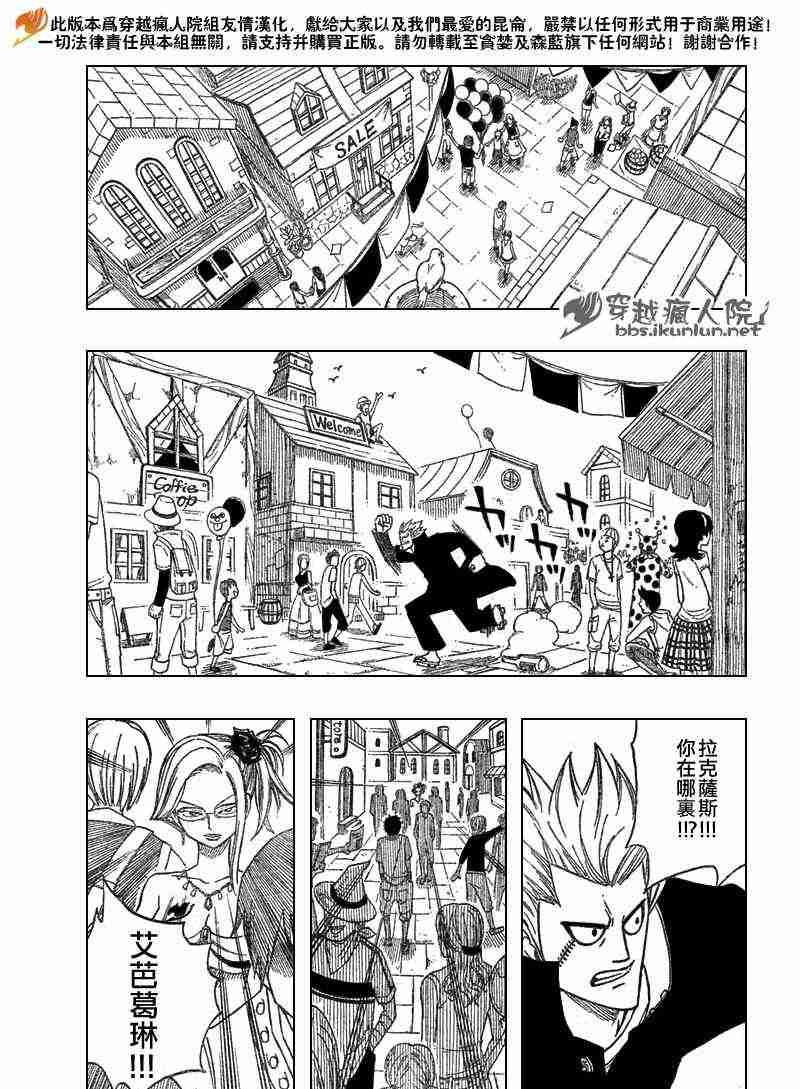 此版本爲穿越瘋人院組友情漢化，獻給大家以及我們最愛的昆侖，嚴禁以任何形式用于商業用途！
一切法律責任與本組無關，請支持并購買正版。請勿轉載至貪婪及森藍旗下任何網站！謝謝合作！
SALE
穿越瘋人院
bbs.ikunlun.net
Welcome
Coffie
op
ガッ
ガッ
拉克薩斯!!!
你在哪裏!!?
tore
艾芭葛琳!!!